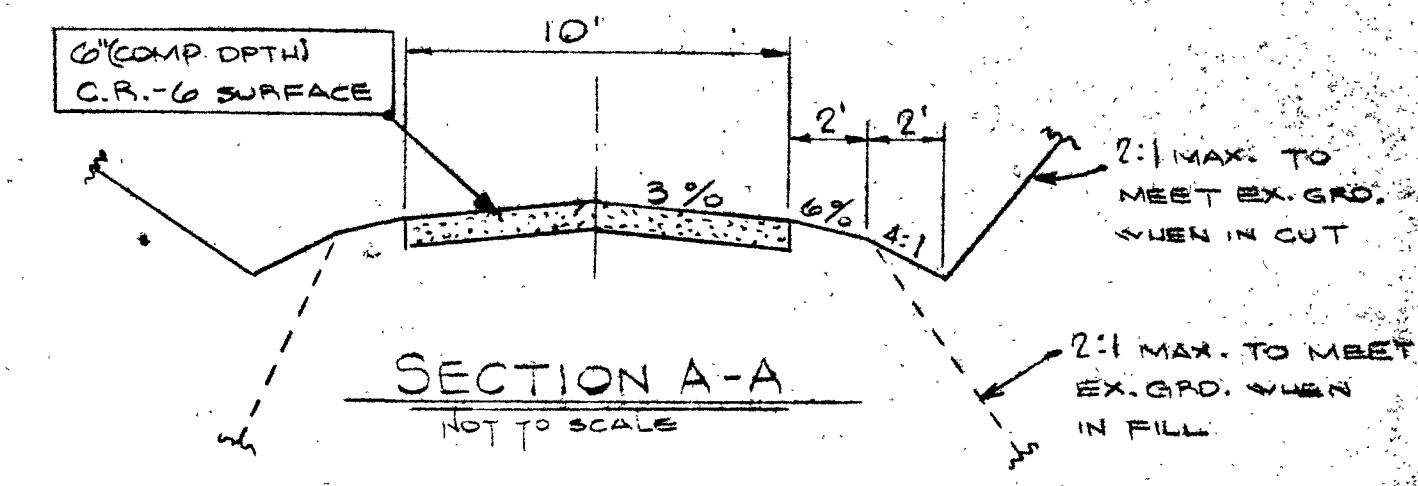 10'
6"(COMP. DPTH)
C.R.-6 SURFACE
2' 2'
2:1 MAX. TO
MEET EX. GRD.
WHEN IN CUT
3% 6% 4:1
2:1 MAX. TO MEET
EX. GRD. WHEN
IN FILL
SECTION A-A
NOT TO SCALE